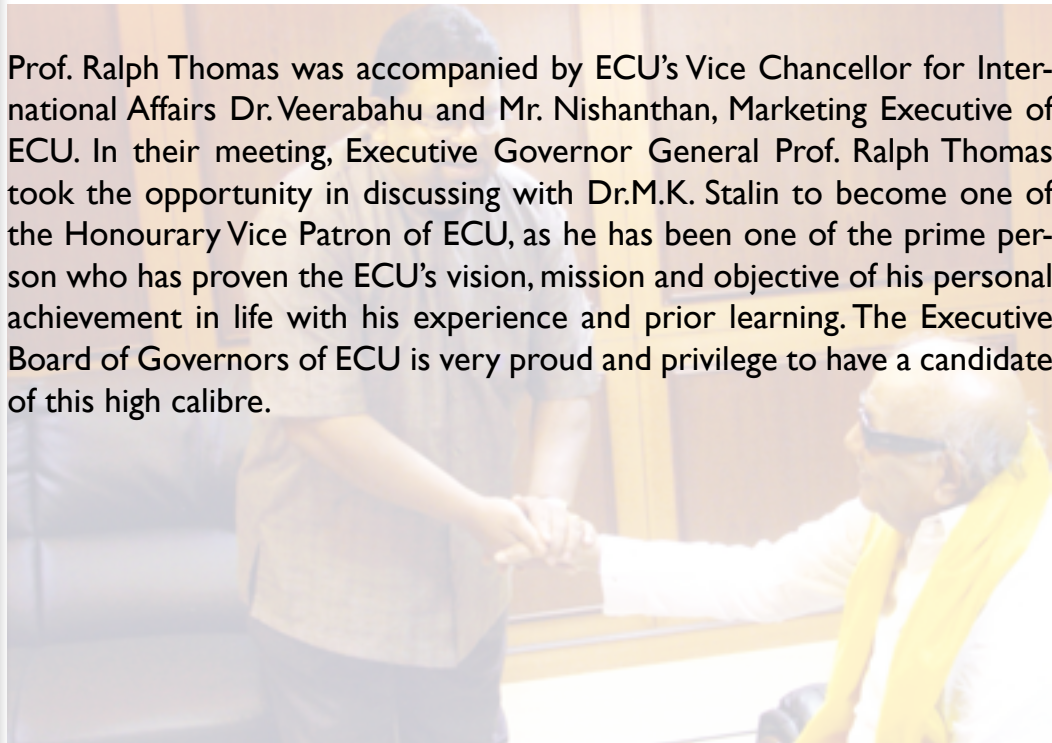 Prof. Ralph Thomas was accompanied by ECU's Vice Chancellor for Inter-
national Affairs Dr. Veerabahu and Mr. Nishanthan, Marketing Executive of
ECU. In their meeting, Executive Governor General Prof. Ralph Thomas
took the opportunity in discussing with Dr.M.K. Stalin to become one of
the Honourary Vice Patron of ECU, as he has been one of the prime per-
son who has proven the ECU's vision, mission and objective of his personal
achievement in life with his experience and prior learning. The Executive
Board of Governors of ECU is very proud and privilege to have a candidate
of this high calibre.